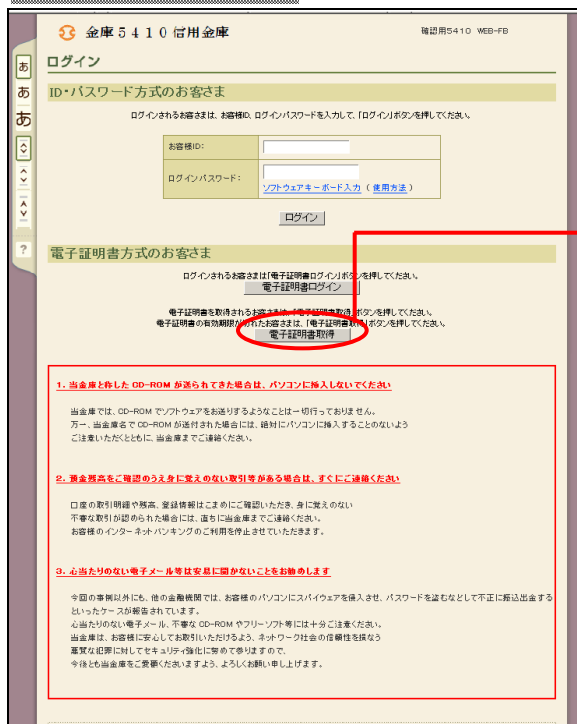 金庫5410信用金庫
確認用5410 WEB-FB
ログイン
ID・パスワード方式のお客さま
ログインされるお客さまは、お客様ID、ログインパスワードを入力して、「ログイン」ボタンを押してください。
お客様ID:
ログインパスワード:
ソフトウェアキーボード入力 ( 使用方法 )
ログイン
電子証明書方式のお客さま
ログインされるお客さまは「電子証明書ログイン」ボタンを押してください。
電子証明書ログイン
電子証明書を取得されるお客さまは、「電子証明書取得」ボタンを押してください。
電子証明書の有効期限が切れたお客さまは、「電子証明書取得」ボタンを押してください。
電子証明書取得
1. 当金庫と称した CD-ROM が送られてきた場合は、パソコンに挿入しないでください
当金庫では、CD-ROM でソフトウェアをお送りするようなことは一切行っておりません。
万一、当金庫名で CD-ROM が送付された場合には、絶対にパソコンに挿入することのないよう
ご注意いただくとともに、当金庫までご連絡ください。
2. 預金残高をご確認のうえ身に覚えのない取引等がある場合は、すぐにご連絡ください
口座の取引明細や残高、登録情報はこまめにご確認いただき、身に覚えのない
不審な取引が認められた場合には、直ちに当金庫までご連絡ください。
お客様のインターネットバンキングのご利用を停止させていただきます。
3. 心当たりのない電子メール等は安易に開かないことをお勧めします
今回の事例以外にも、他の金融機関では、お客様のパソコンにスパイウェアを侵入させ、パスワードを盗むなどして不正に振込出金する
といったケースが報告されています。
心当たりのない電子メール、不審な CD-ROM やフリーソフト等には十分ご注意ください。
当金庫は、お客様に安心してお取引いただけるよう、ネットワーク社会の信頼性を損なう
悪質な犯罪に対してセキュリティ強化に努めて参りますので、
今後とも当金庫をご愛顧くださいますよう、よろしくお願い申し上げます。
あ
あ
あ
?